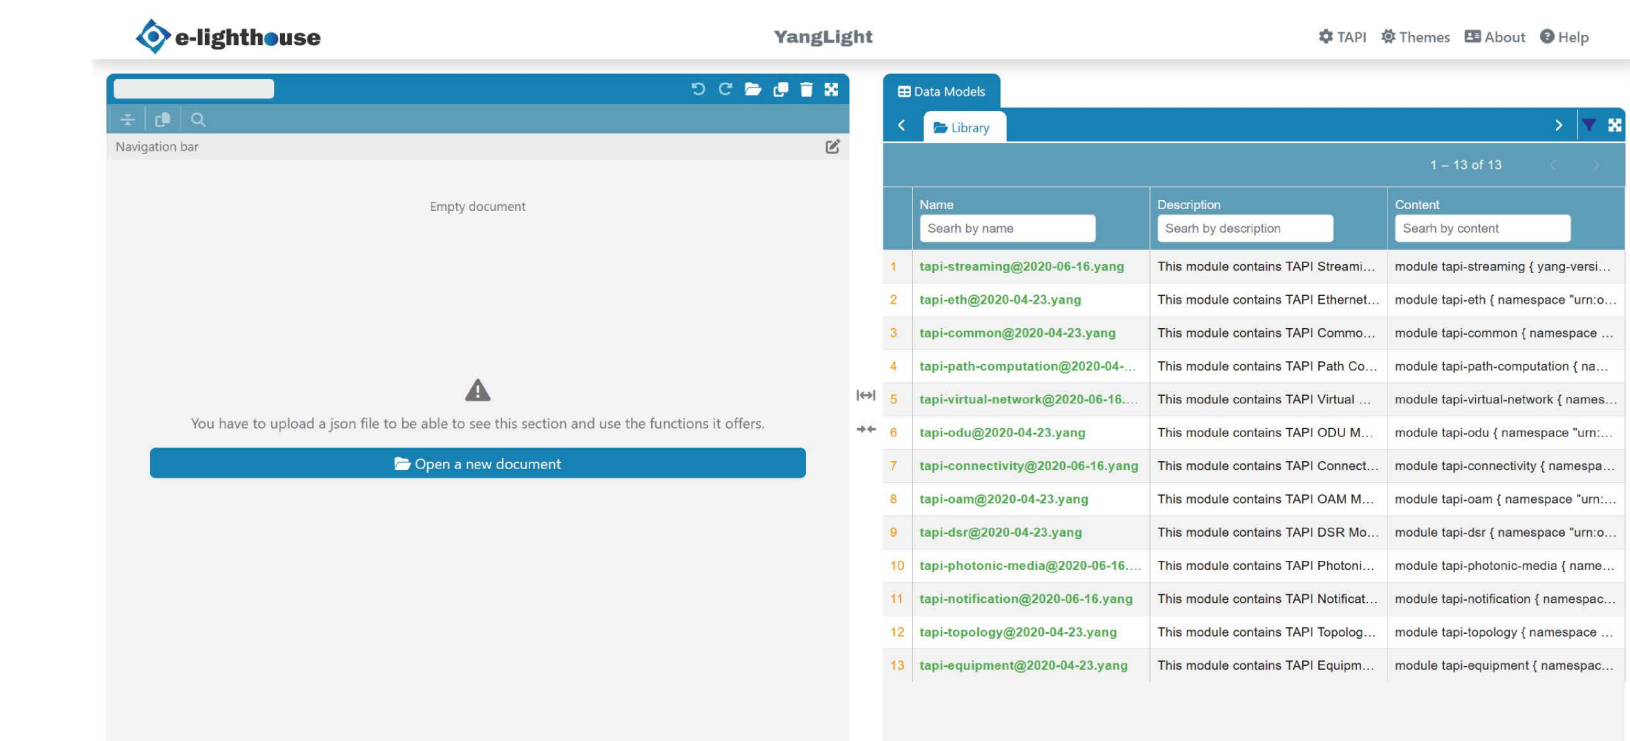 e-lighthouse
YangLight
TAPI Themes About Help
Data Models
Library
Navigation bar
1 – 13 of 13
Empty document
You have to upload a json file to be able to see this section and use the functions it offers.
Open a new document
Name Description Content
Searh by name Searh by description Searh by content
1 tapi-streaming@2020-06-16.yang This module contains TAPI Streami... module tapi-streaming { yang-versi...
2 tapi-eth@2020-04-23.yang This module contains TAPI Ethernet... module tapi-eth { namespace "urn:o...
3 tapi-common@2020-04-23.yang This module contains TAPI Commo... module tapi-common { namespace ...
4 tapi-path-computation@2020-04-... This module contains TAPI Path Co... module tapi-path-computation { na...
5 tapi-virtual-network@2020-06-16.... This module contains TAPI Virtual ... module tapi-virtual-network { names...
6 tapi-odu@2020-04-23.yang This module contains TAPI ODU M... module tapi-odu { namespace "urn:...
7 tapi-connectivity@2020-06-16.yang This module contains TAPI Connect... module tapi-connectivity { namespa...
8 tapi-oam@2020-04-23.yang This module contains TAPI OAM M... module tapi-oam { namespace "urn:...
9 tapi-dsr@2020-04-23.yang This module contains TAPI DSR Mo... module tapi-dsr { namespace "urn:o...
10 tapi-photonic-media@2020-06-16.... This module contains TAPI Photoni... module tapi-photonic-media { name...
11 tapi-notification@2020-06-16.yang This module contains TAPI Notificat... module tapi-notification { namespac...
12 tapi-topology@2020-04-23.yang This module contains TAPI Topolog... module tapi-topology { namespace ...
13 tapi-equipment@2020-04-23.yang This module contains TAPI Equipm... module tapi-equipment { namespac...